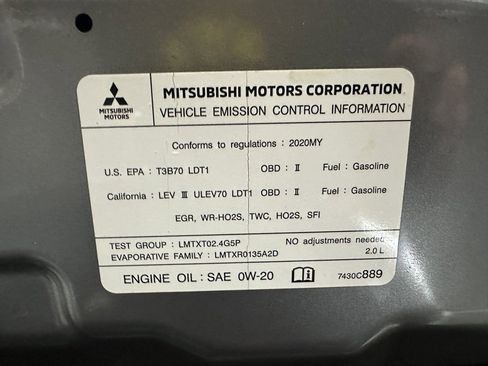 MITSUBISHI MOTORS CORPORATION
MITSUBISHI
MOTORS
VEHICLE EMISSION CONTROL INFORMATION
Conforms to regulations : 2020MY
U.S. EPA : T3B70 LDT1 OBD : II Fuel : Gasoline
California : LEV III ULEV70 LDT1 OBD : II Fuel : Gasoline
EGR, WR-HO2S, TWC, HO2S, SFI
TEST GROUP : LMTXT02.4G5P NO adjustments needed
EVAPORATIVE FAMILY : LMTXR0135A2D 2.0 L
ENGINE OIL : SAE 0W-20 7430C889